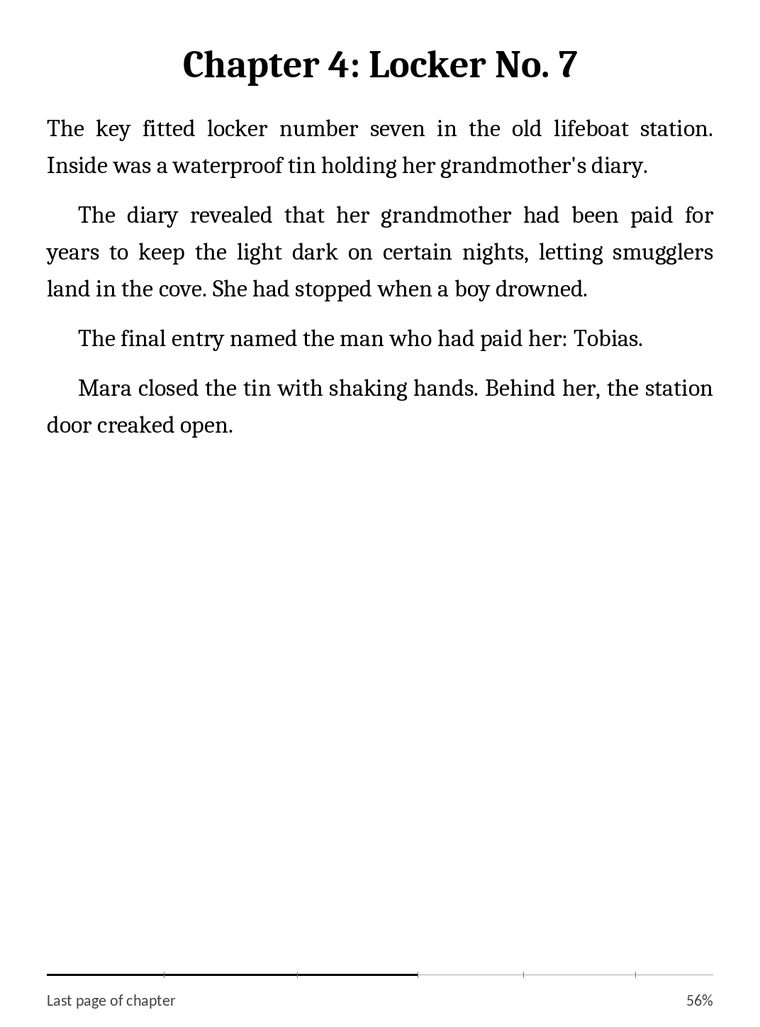 Chapter 4: Locker No. 7
The key fitted locker number seven in the old lifeboat station.
Inside was a waterproof tin holding her grandmother's diary.
The diary revealed that her grandmother had been paid for
years to keep the light dark on certain nights, letting smugglers
land in the cove. She had stopped when a boy drowned.
The final entry named the man who had paid her: Tobias.
Mara closed the tin with shaking hands. Behind her, the station
door creaked open.
Last page of chapter 56%